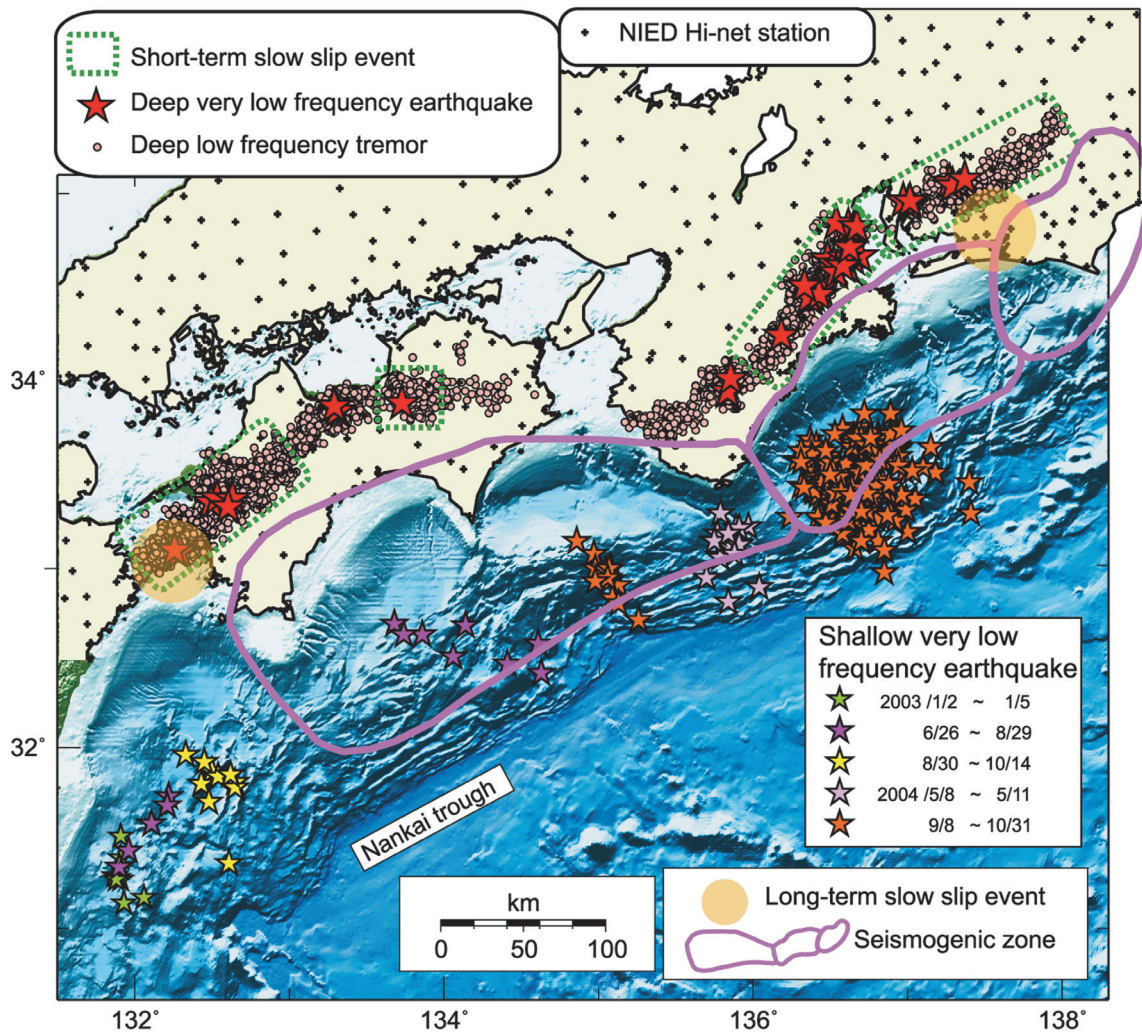 Short-term slow slip event
Deep very low frequency earthquake
Deep low frequency tremor
NIED Hi-net station
34˚
32˚
Nankai trough
Shallow very low
frequency earthquake
2003 /1/2 ~ 1/5
6/26 ~ 8/29
8/30 ~ 10/14
2004 /5/8 ~ 5/11
9/8 ~ 10/31
km
0 50 100
Long-term slow slip event
Seismogenic zone
132˚ 134˚ 136˚ 138˚